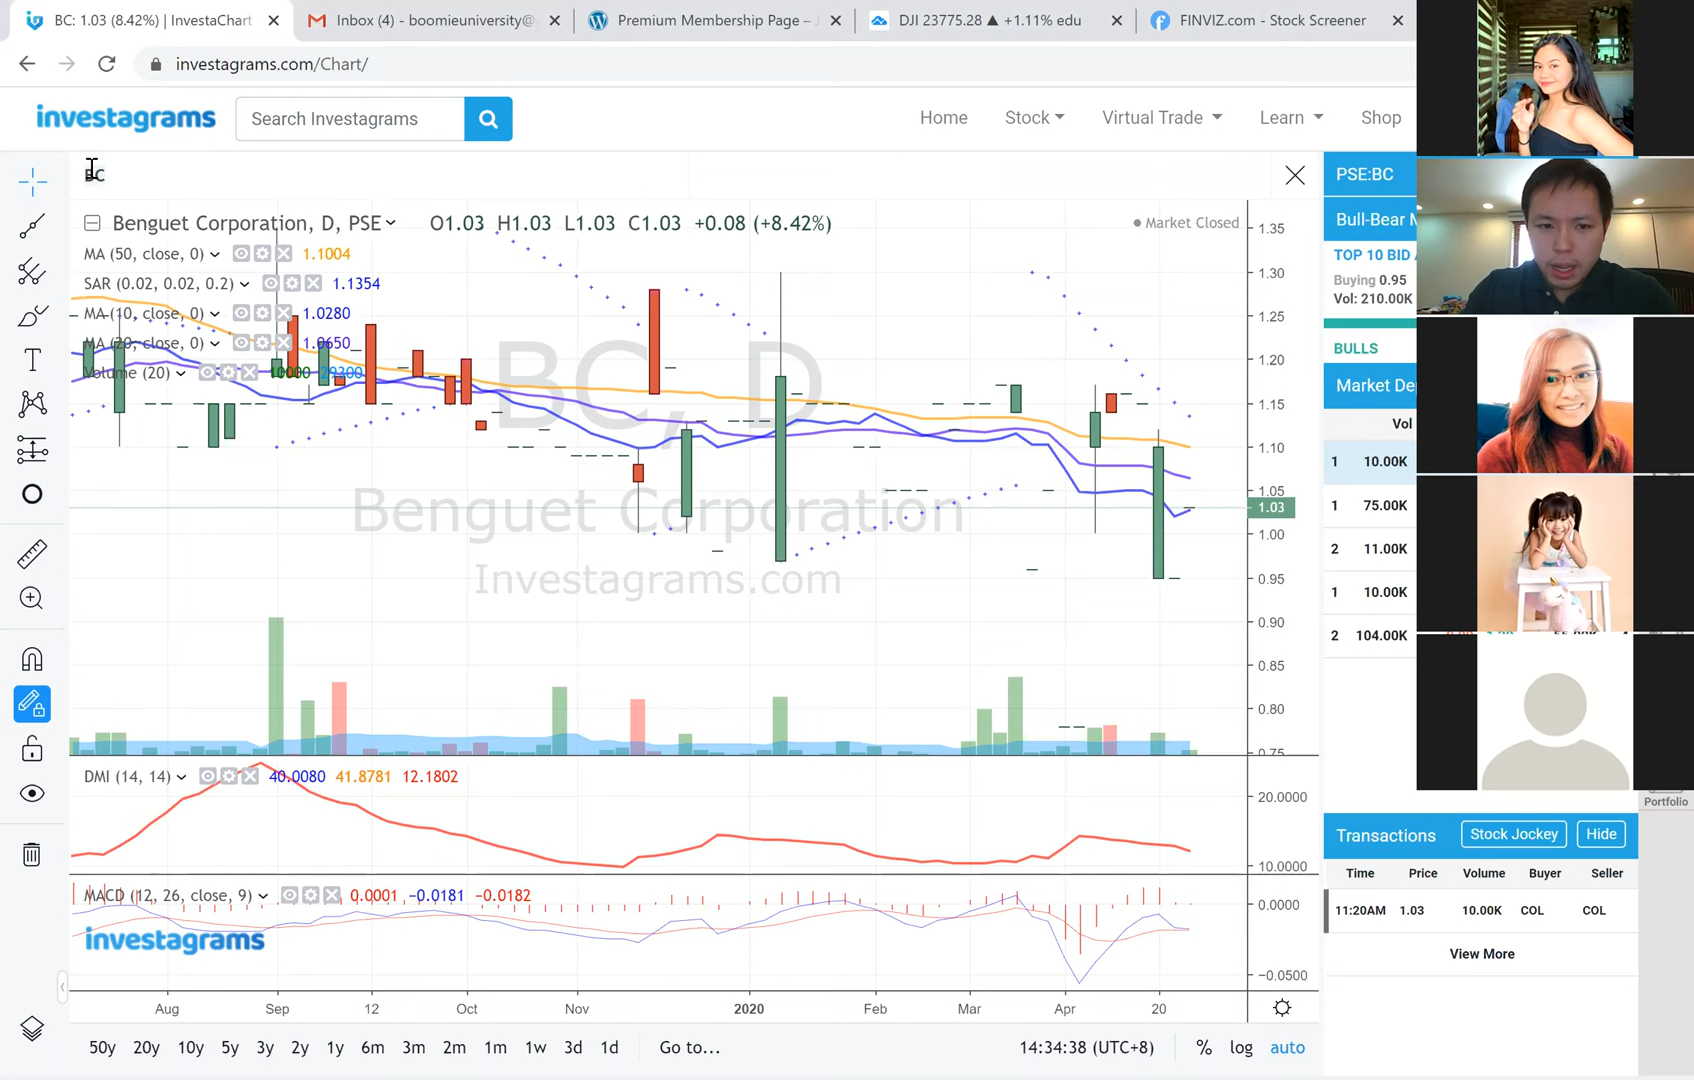 BC: 1.03 (8.42%) | InvestaChart
Inbox (4) - boomieuniversity@
Premium Membership Page –
DJI 23775.28 ▲ +1.11% edu
FINVIZ.com - Stock Screener
investagrams.com/Chart/
investagrams
Search Investagrams
Home
Stock
Virtual Trade
Learn
Shop
BC
Benguet Corporation, D, PSE
O1.03 H1.03 L1.03 C1.03 +0.08 (+8.42%)
Market Closed
MA (50, close, 0) 1.1004
SAR (0.02, 0.02, 0.2) 1.1354
MA (10, close, 0) 1.0280
MA (20, close, 0) 1.0650
Volume (20) 10000 29300
BC, D
Benguet Corporation
Investagrams.com
1.35
1.30
1.25
1.20
1.15
1.10
1.05
1.03
1.00
0.95
0.90
0.85
0.80
0.75
DMI (14, 14) 40.0080 41.8781 12.1802
20.0000
10.0000
MACD (12, 26, close, 9) 0.0001 −0.0181 −0.0182
0.0000
−0.0500
investagrams
Aug Sep 12 Oct Nov 2020 Feb Mar Apr 20
50y 20y 10y 5y 3y 2y 1y 6m 3m 2m 1m 1w 3d 1d Go to...
14:34:38 (UTC+8) % log auto
PSE:BC
Bull-Bear
TOP 10 BID
Buying 0.95
Vol: 210.00K
BULLS
Market De
Vol
1 10.00K
1 75.00K
2 11.00K
1 10.00K
2 104.00K
Portfolio
Transactions
Stock Jockey
Hide
Time Price Volume Buyer Seller
11:20AM 1.03 10.00K COL COL
View More